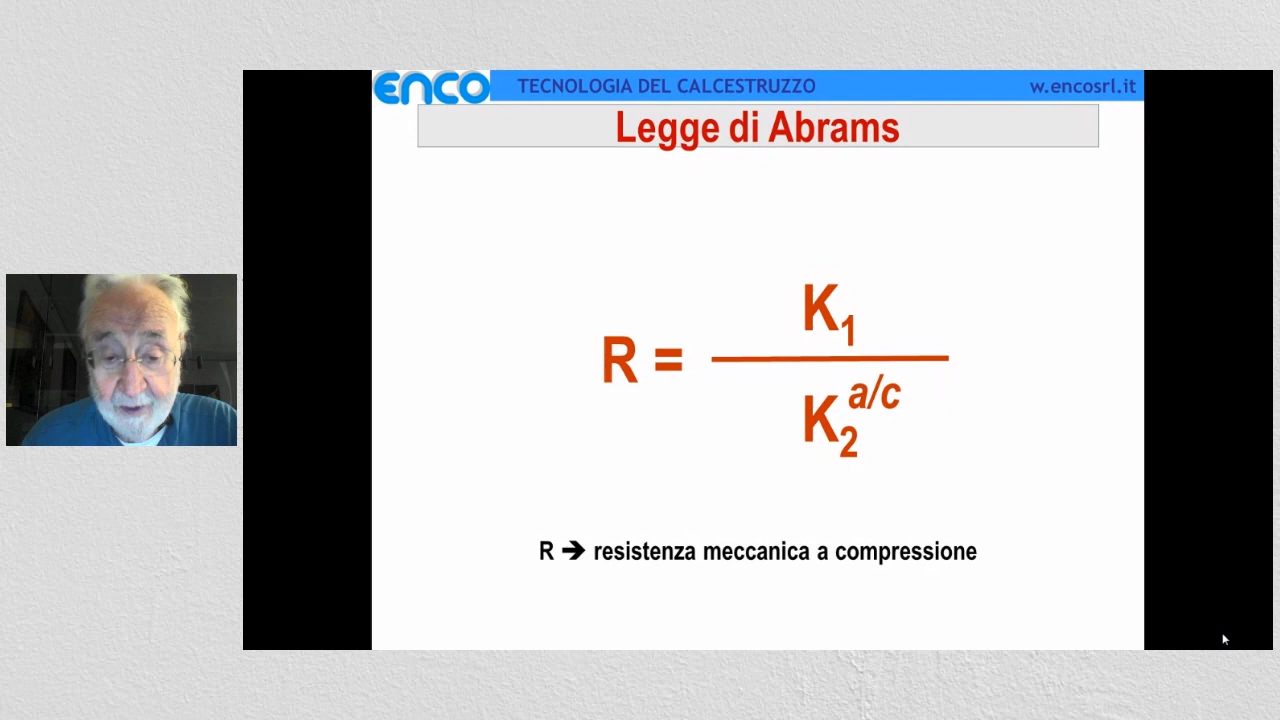 enco TECNOLOGIA DEL CALCESTRUZZO w.encosrl.it
Legge di Abrams
R = K₁ / K₂^a/c
R ➔ resistenza meccanica a compressione